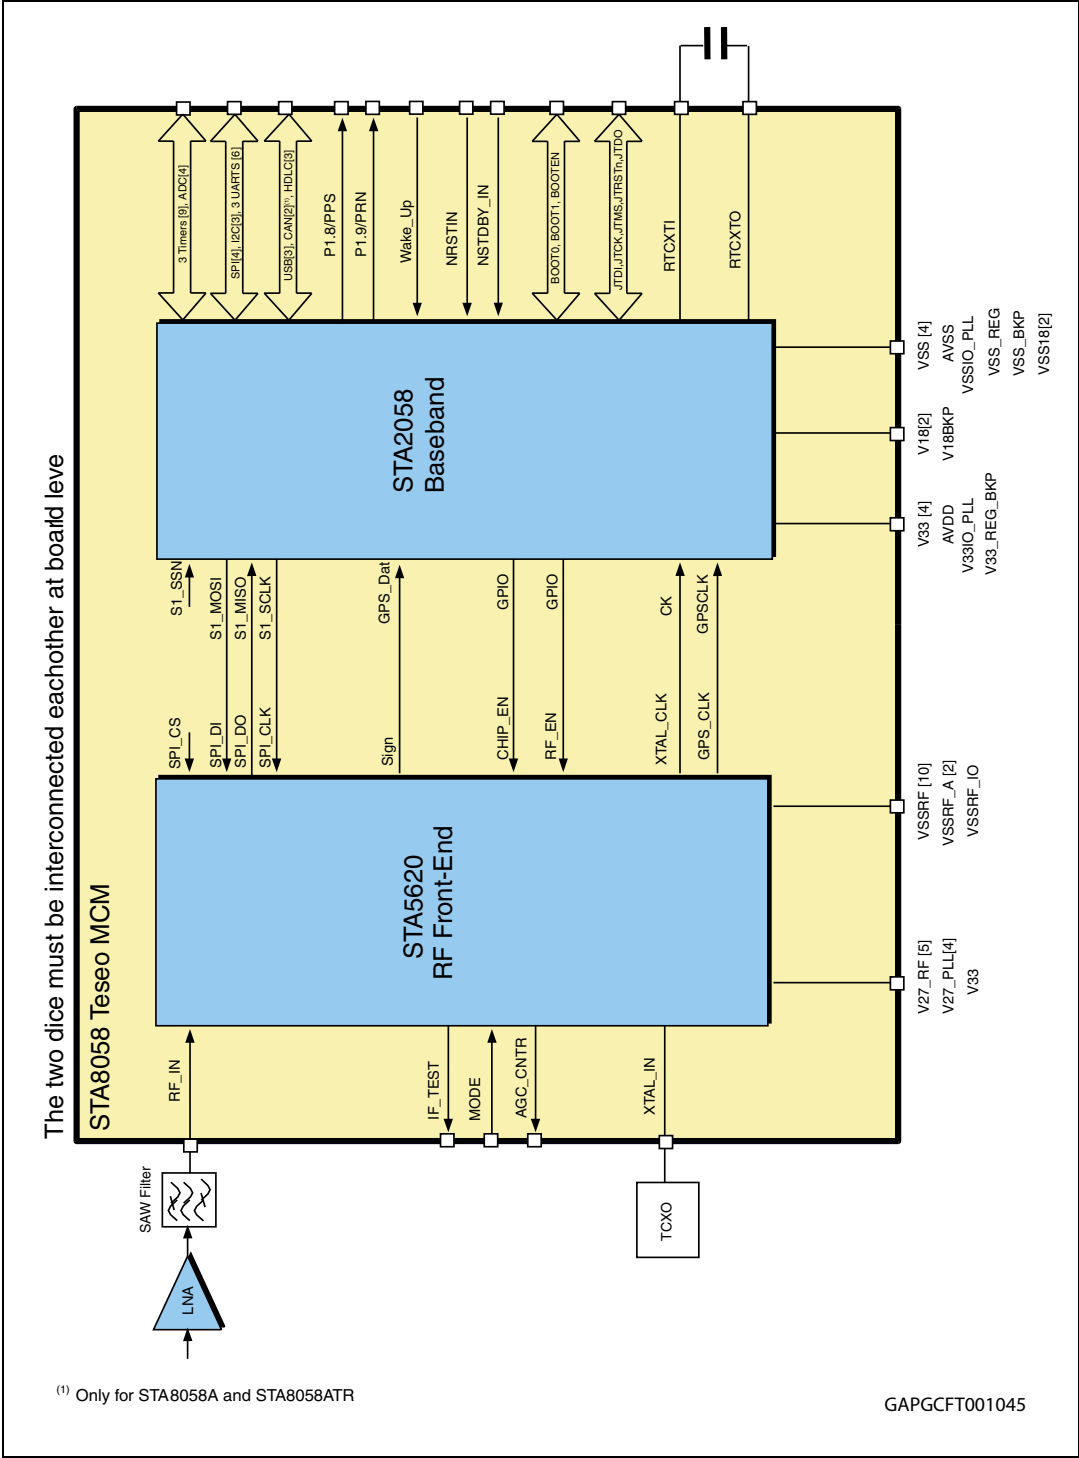 The two dice must be interconnected eachother at board leve
STA8058 Teseo MCM
3 Timers [9], ADC[4]
SPI[4], I2C[3], 3 UARTS [6]
USB[3], CAN[2](1), HDLC[3]
P1.8/PPS
P1.9/PRN
Wake_Up
NRSTIN
NSTDBY_IN
BOOT0, BOOT1, BOOTEN
JTDI,JTCK,JTMS,JTRSTn,JTDO
RTCXTI
RTCXTO
STA2058
Baseband
VSS [4]
AVSS
VSSIO_PLL
VSS_REG
VSS_BKP
VSS18[2]
V18[2]
V18BKP
V33 [4]
AVDD
V33IO_PLL
V33_REG_BKP
S1_SSN
S1_MOSI
S1_MISO
S1_SCLK
GPS_Dat
GPIO
GPIO
CK
GPSCLK
SPI_CS
SPI_DI
SPI_DO
SPI_CLK
Sign
CHIP_EN
RF_EN
XTAL_CLK
GPS_CLK
STA5620
RF Front-End
VSSRF [10]
VSSRF_A [2]
VSSRF_IO
V27_RF [5]
V27_PLL[4]
V33
RF_IN
IF_TEST
MODE
AGC_CNTR
XTAL_IN
SAW Filter
LNA
TCXO
(1) Only for STA8058A and STA8058ATR
GAPGCFT001045